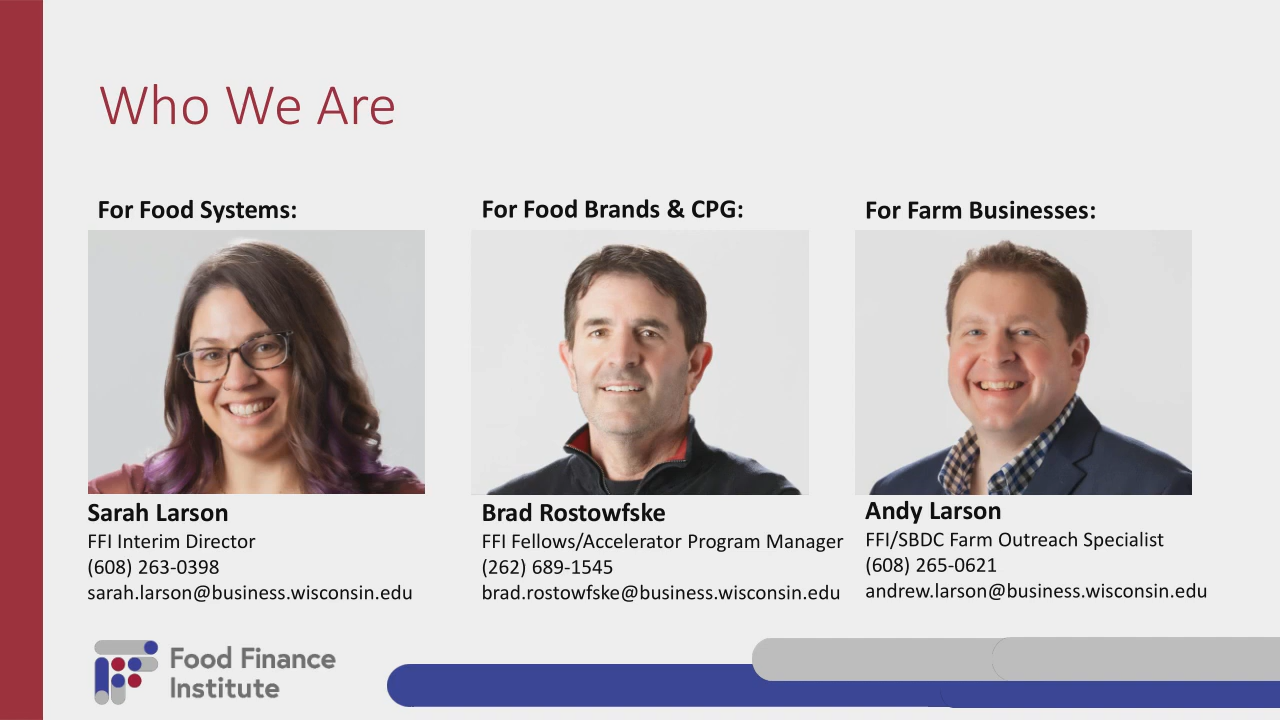 Who We Are
For Food Systems:
For Food Brands & CPG:
For Farm Businesses:
Sarah Larson
FFI Interim Director
(608) 263-0398
sarah.larson@business.wisconsin.edu
Brad Rostowfske
FFI Fellows/Accelerator Program Manager
(262) 689-1545
brad.rostowfske@business.wisconsin.edu
Andy Larson
FFI/SBDC Farm Outreach Specialist
(608) 265-0621
andrew.larson@business.wisconsin.edu
Food Finance
Institute